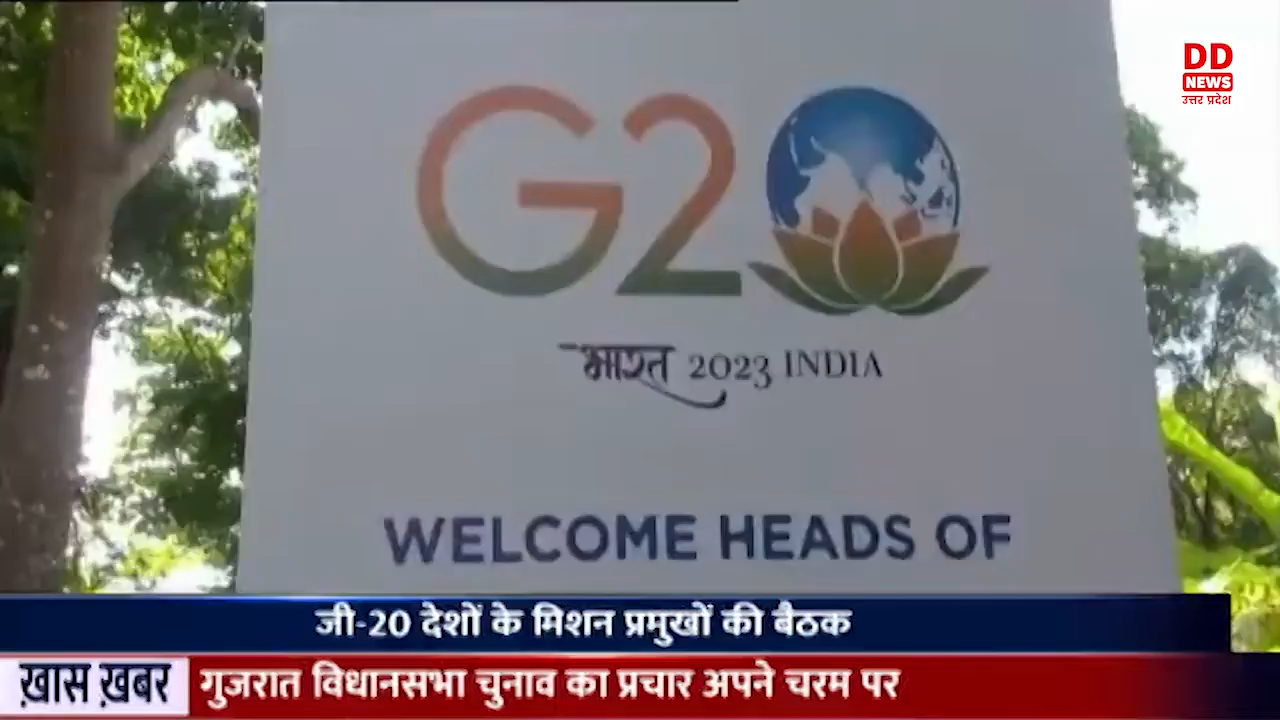 DD
NEWS
उत्तर प्रदेश
G20
भारत 2023 INDIA
WELCOME HEADS OF
जी-20 देशों के मिशन प्रमुखों की बैठक
ख़ास ख़बर
गुजरात विधानसभा चुनाव का प्रचार अपने चरम पर